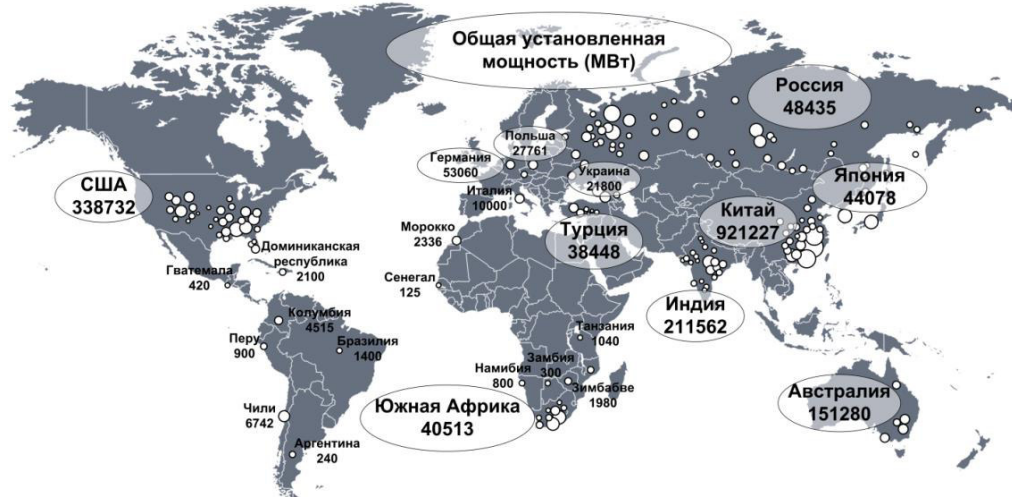 Общая установленная
мощность (МВт)
Россия
48435
Польша
27761
Германия
53060
Украина
21800
Италия
10000
США
338732
Япония
44078
Китай
921227
Морокко
2336
Турция
38448
Доминиканская
республика
2100
Гватемала
420
Сенегал
125
Индия
211562
Колумбия
4515
Перу
900
Бразилия
1400
Танзания
1040
Замбия
300
Намибия
800
Зимбабве
1980
Чили
6742
Южная Африка
40513
Австралия
151280
Аргентина
240